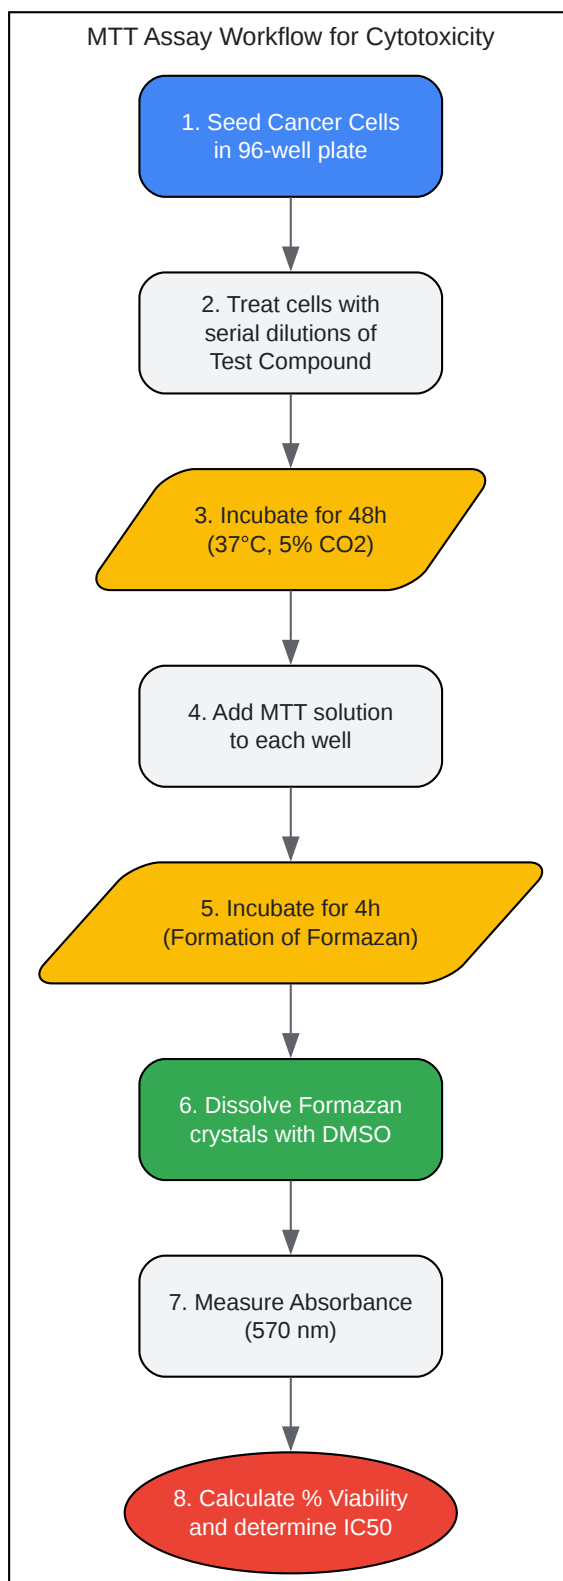 MTT Assay Workflow for Cytotoxicity
1. Seed Cancer Cells
in 96-well plate
2. Treat cells with
serial dilutions of
Test Compound
3. Incubate for 48h
(37°C, 5% CO2)
4. Add MTT solution
to each well
5. Incubate for 4h
(Formation of Formazan)
6. Dissolve Formazan
crystals with DMSO
7. Measure Absorbance
(570 nm)
8. Calculate % Viability
and determine IC50